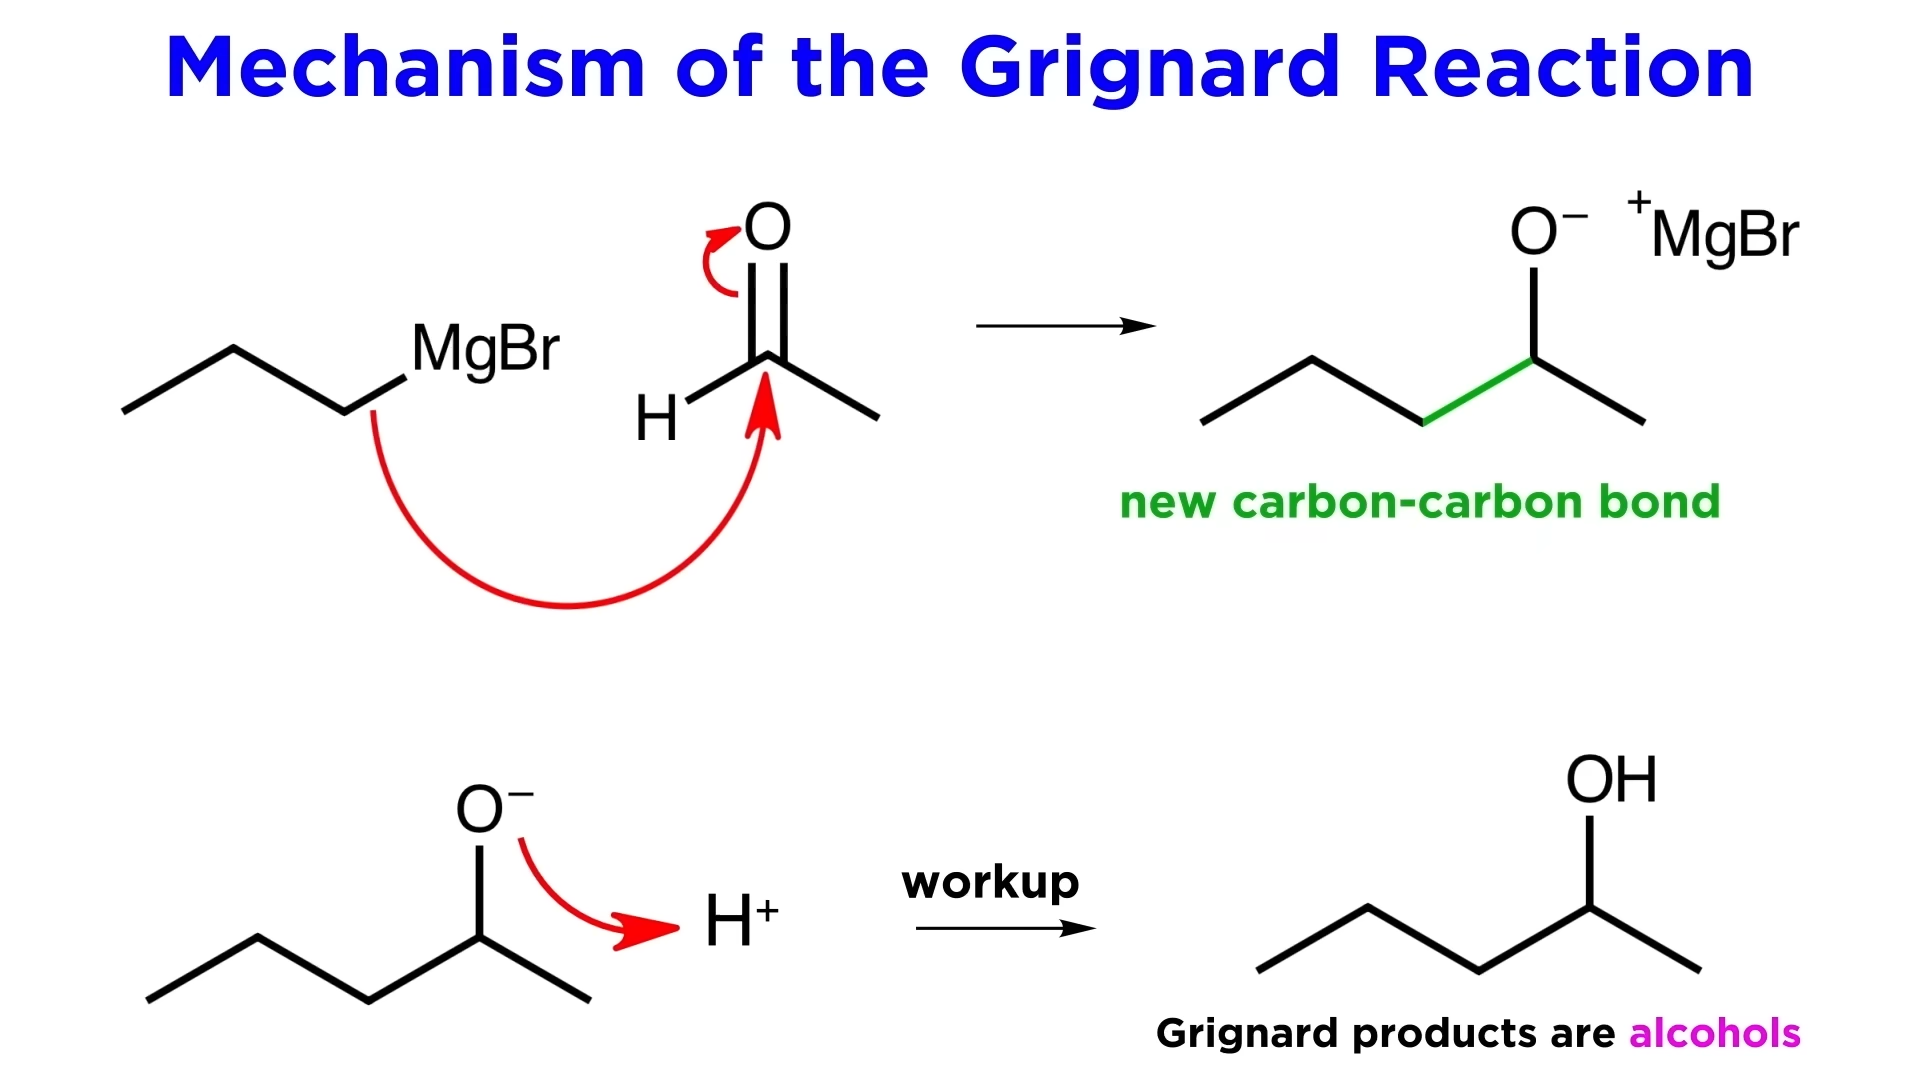 Mechanism of the Grignard Reaction
O
MgBr
H
O⁻ ⁺MgBr
new carbon-carbon bond
O⁻
H⁺
workup
OH
Grignard products are alcohols